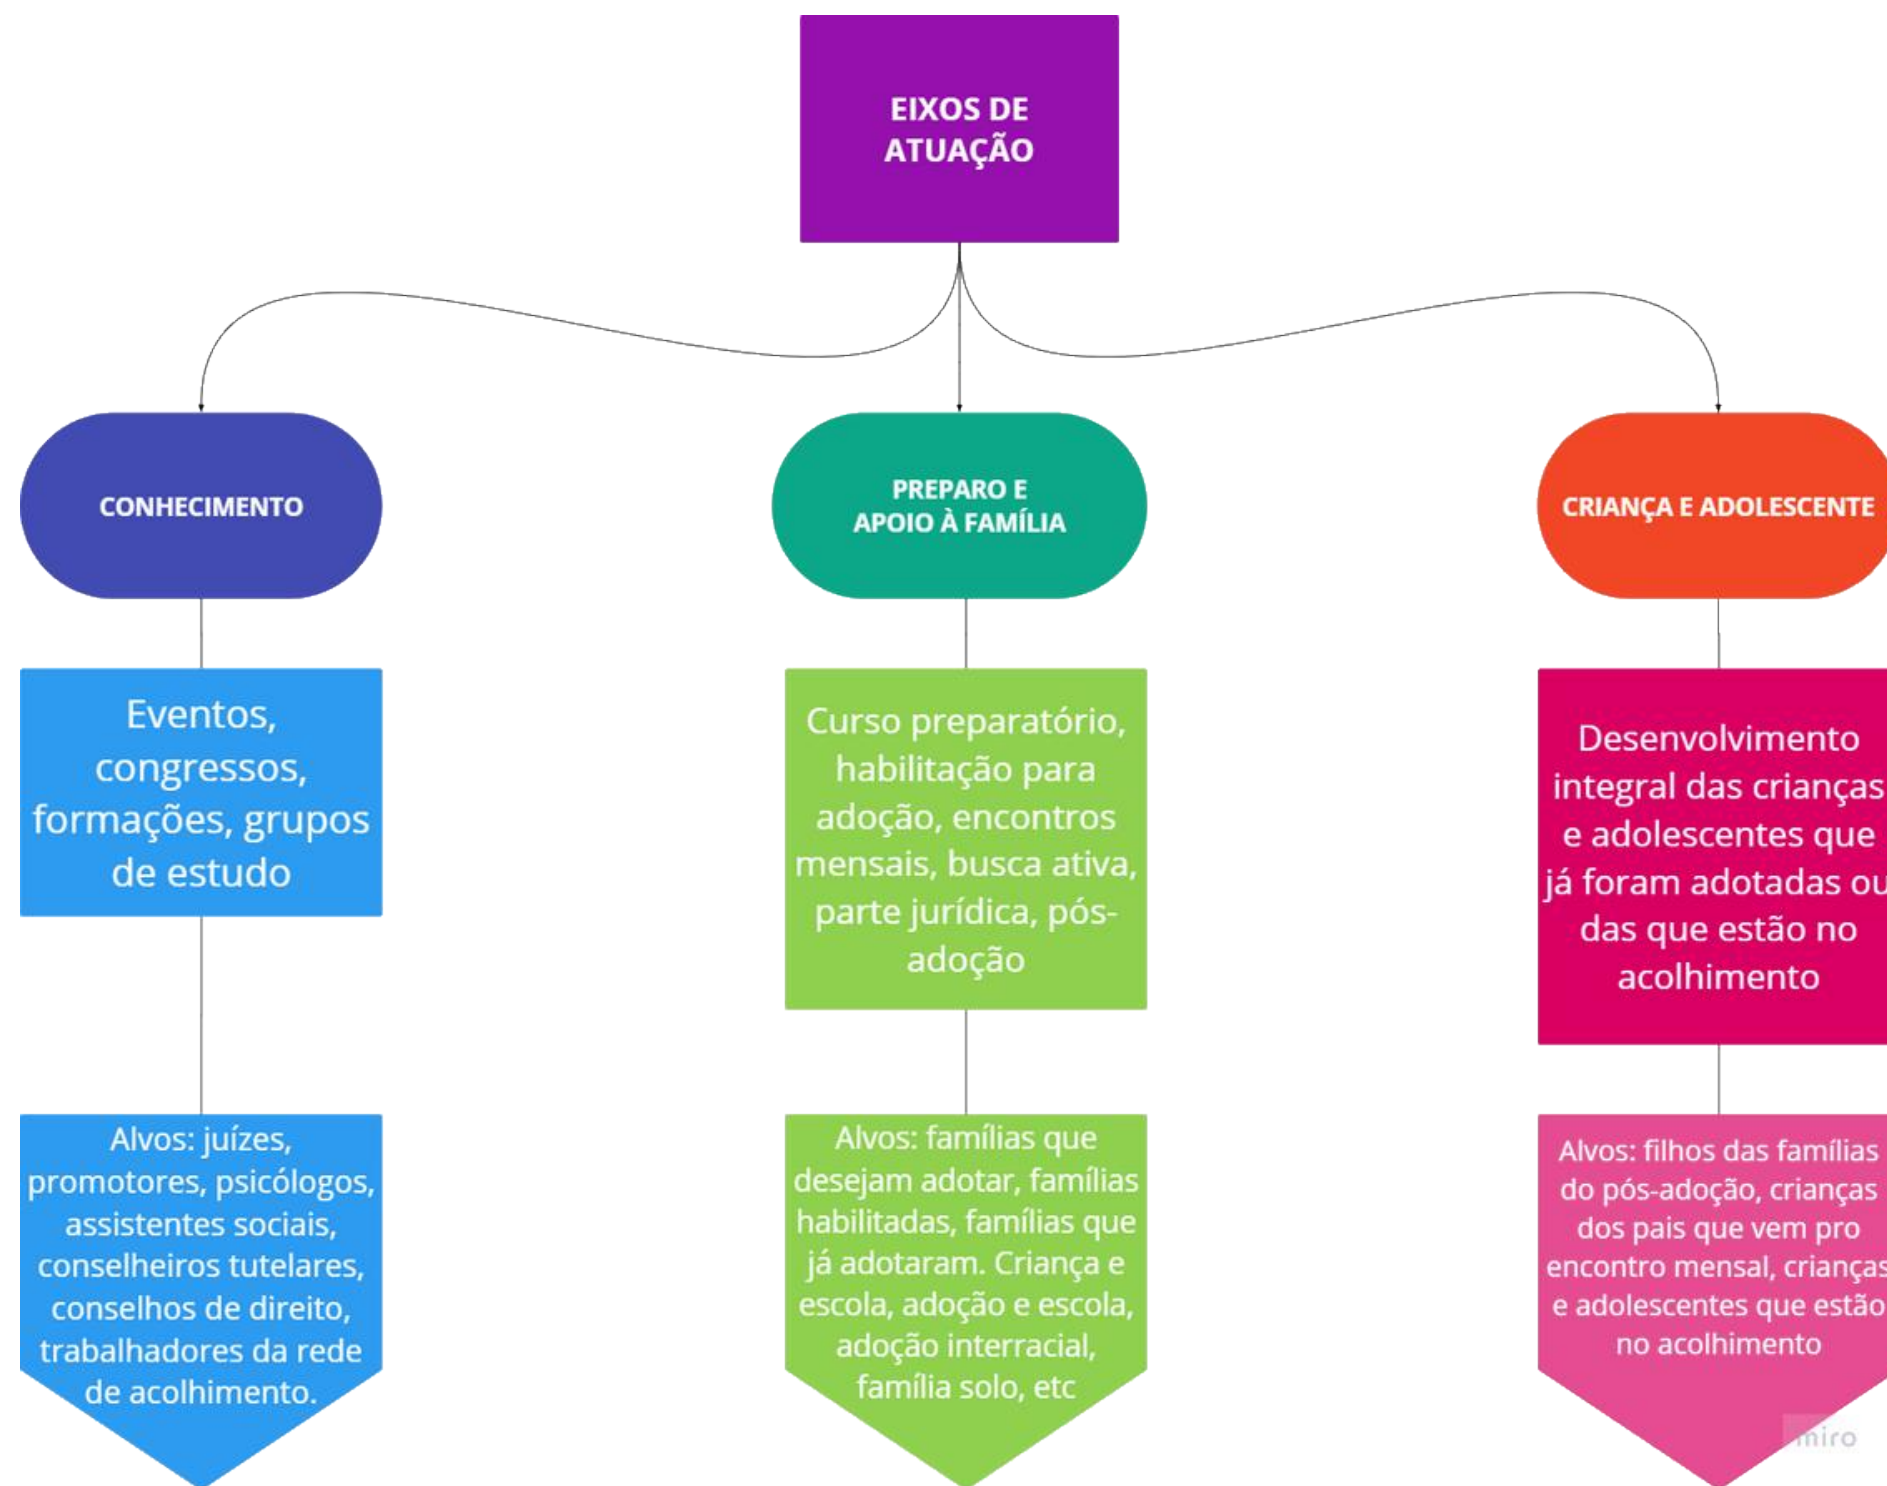 EIXOS DE
ATUAÇÃO
CONHECIMENTO
PREPARO E
APOIO À FAMÍLIA
CRIANÇA E ADOLESCENTE
Eventos,
congressos,
formações, grupos
de estudo
Curso preparatório,
habilitação para
adoção, encontros
mensais, busca ativa,
parte jurídica, pós-
adoção
Desenvolvimento
integral das crianças
e adolescentes que
já foram adotadas ou
das que estão no
acolhimento
Alvos: juízes,
promotores, psicólogos,
assistentes sociais,
conselheiros tutelares,
conselhos de direito,
trabalhadores da rede
de acolhimento.
Alvos: famílias que
desejam adotar, famílias
habilitadas, famílias que
já adotaram. Criança e
escola, adoção e escola,
adoção interracial,
família solo, etc
Alvos: filhos das famílias
do pós-adoção, crianças
dos pais que vem pro
encontro mensal, crianças
e adolescentes que estão
no acolhimento
miro